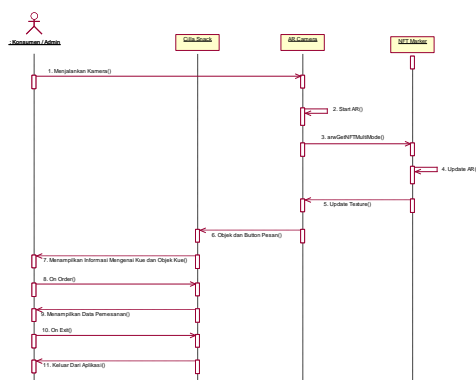 : Konsumen / Admin
Cilla Snack
AR Camera
NFT Marker
1. Menjalankan Kamera()
2. Start AR()
3. arwGetNFTMultiMode()
4. Update AR()
5. Update Texture()
6. Objek dan Button Pesan()
7. Menampilkan Informasi Mengenai Kue dan Objek Kue()
8. On Order()
9. Menampilkan Data Pemesanan()
10. On Exit()
11. Keluar Dari Aplikasi()